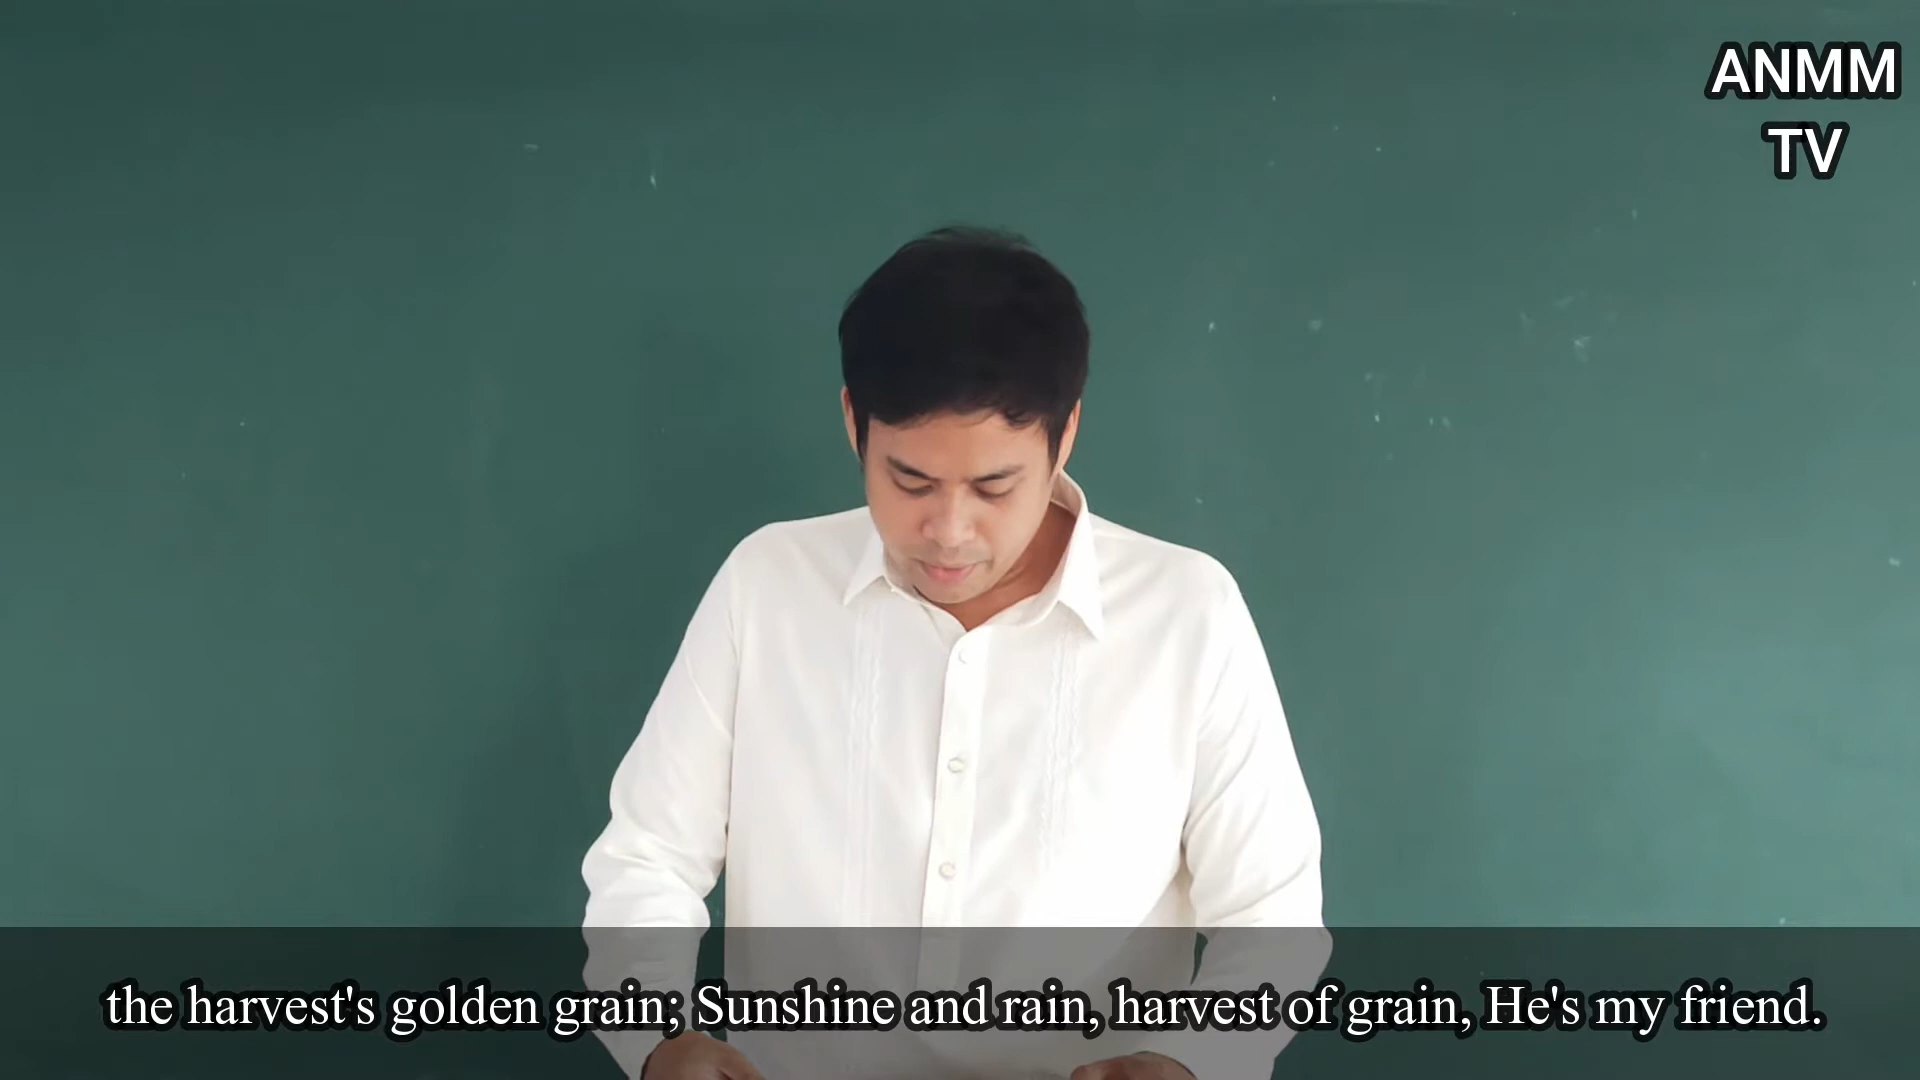 ANMM
TV
the harvest's golden grain; Sunshine and rain, harvest of grain, He's my friend.